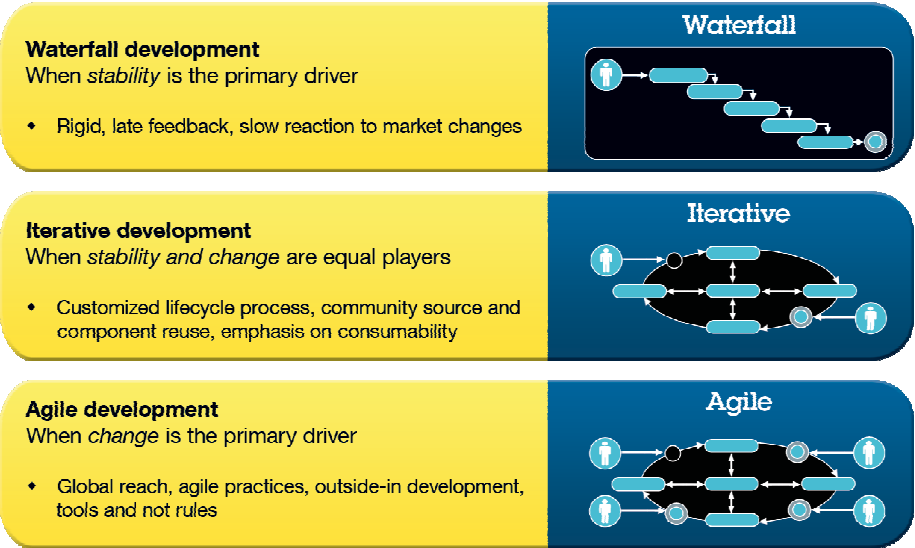 Waterfall development
When stability is the primary driver
• Rigid, late feedback, slow reaction to market changes
Waterfall
Iterative development
When stability and change are equal players
• Customized lifecycle process, community source and
component reuse, emphasis on consumability
Iterative
Agile development
When change is the primary driver
• Global reach, agile practices, outside-in development,
tools and not rules
Agile